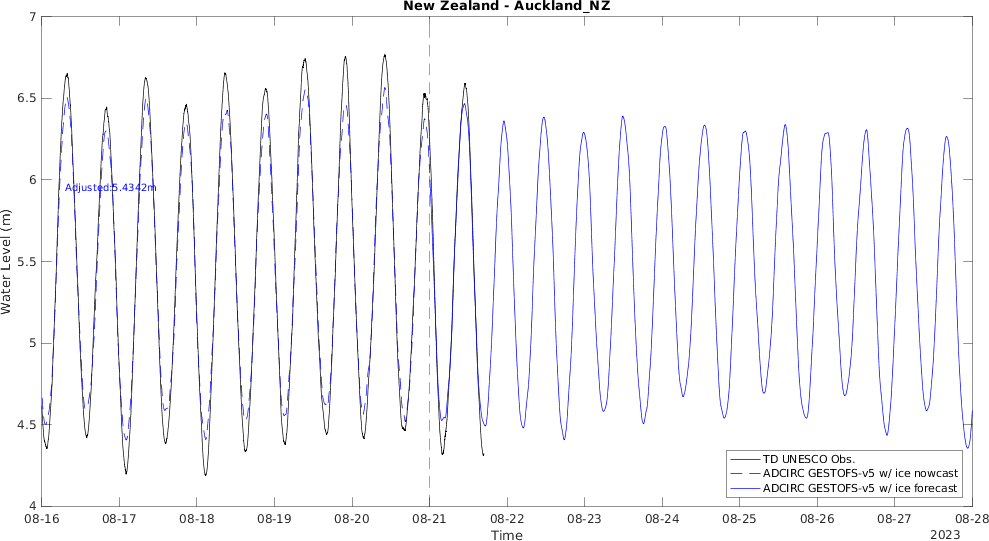 New Zealand - Auckland_NZ
7
6.5
6
5.5
5
4.5
4
Water Level (m)
Adjusted:5.4342m
TD UNESCO Obs.
ADCIRC GESTOFS-v5 w/ ice nowcast
ADCIRC GESTOFS-v5 w/ ice forecast
08-16 08-17 08-18 08-19 08-20 08-21 08-22 08-23 08-24 08-25 08-26 08-27 08-28
Time
2023